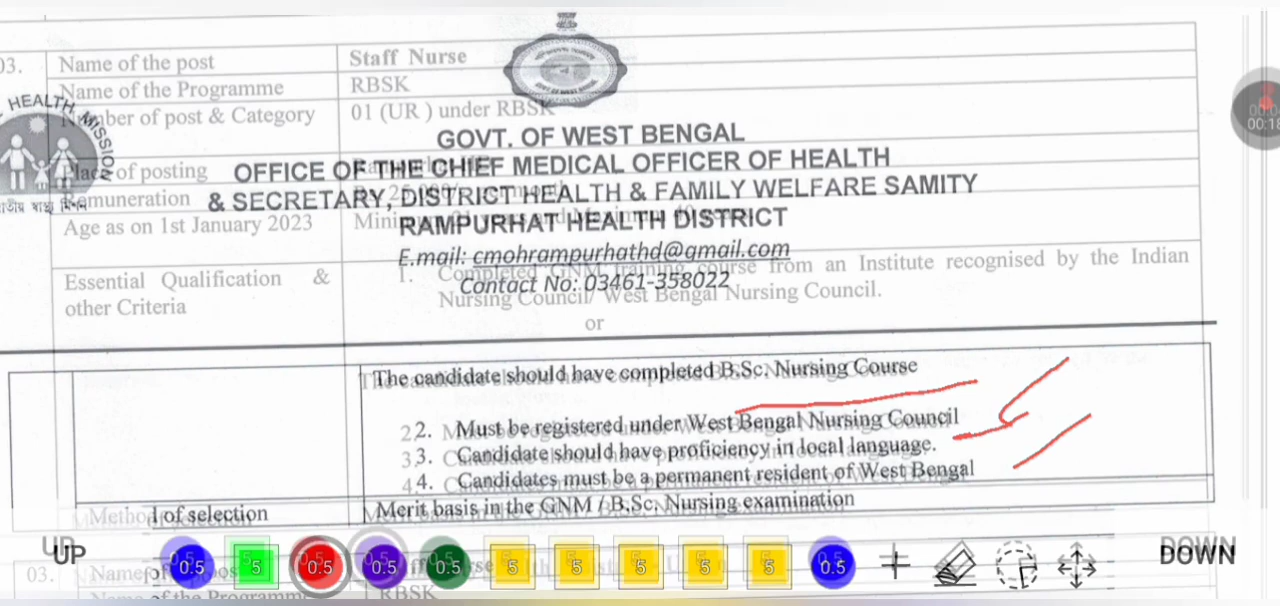 03. Name of the post Staff Nurse
Name of the Programme RBSK
Number of post & Category 01 (UR ) under RBSK
HEALTH MISSION
GOVT. OF WEST BENGAL
Place of posting
OFFICE OF THE CHIEF MEDICAL OFFICER OF HEALTH
Remuneration
& SECRETARY, DISTRICT HEALTH & FAMILY WELFARE SAMITY
Age as on 1st January 2023
RAMPURHAT HEALTH DISTRICT
E.mail: cmohrampurhathd@gmail.com
Essential Qualification & other Criteria
1. Completed GNM training course from an Institute recognised by the Indian
Contact No: 03461-358022
Nursing Council/ West Bengal Nursing Council.
or
The candidate should have completed B.Sc. Nursing Course
2. Must be registered under West Bengal Nursing Council
3. Candidate should have proficiency in local language.
4. Candidates must be a permanent resident of West Bengal
Method of selection Merit basis in the GNM / B.Sc. Nursing examination
UP 0.5 5 0.5 0.5 0.5 5 5 5 5 5 0.5 DOWN
03. Name of the post
Name of the Programme RBSK
00:18